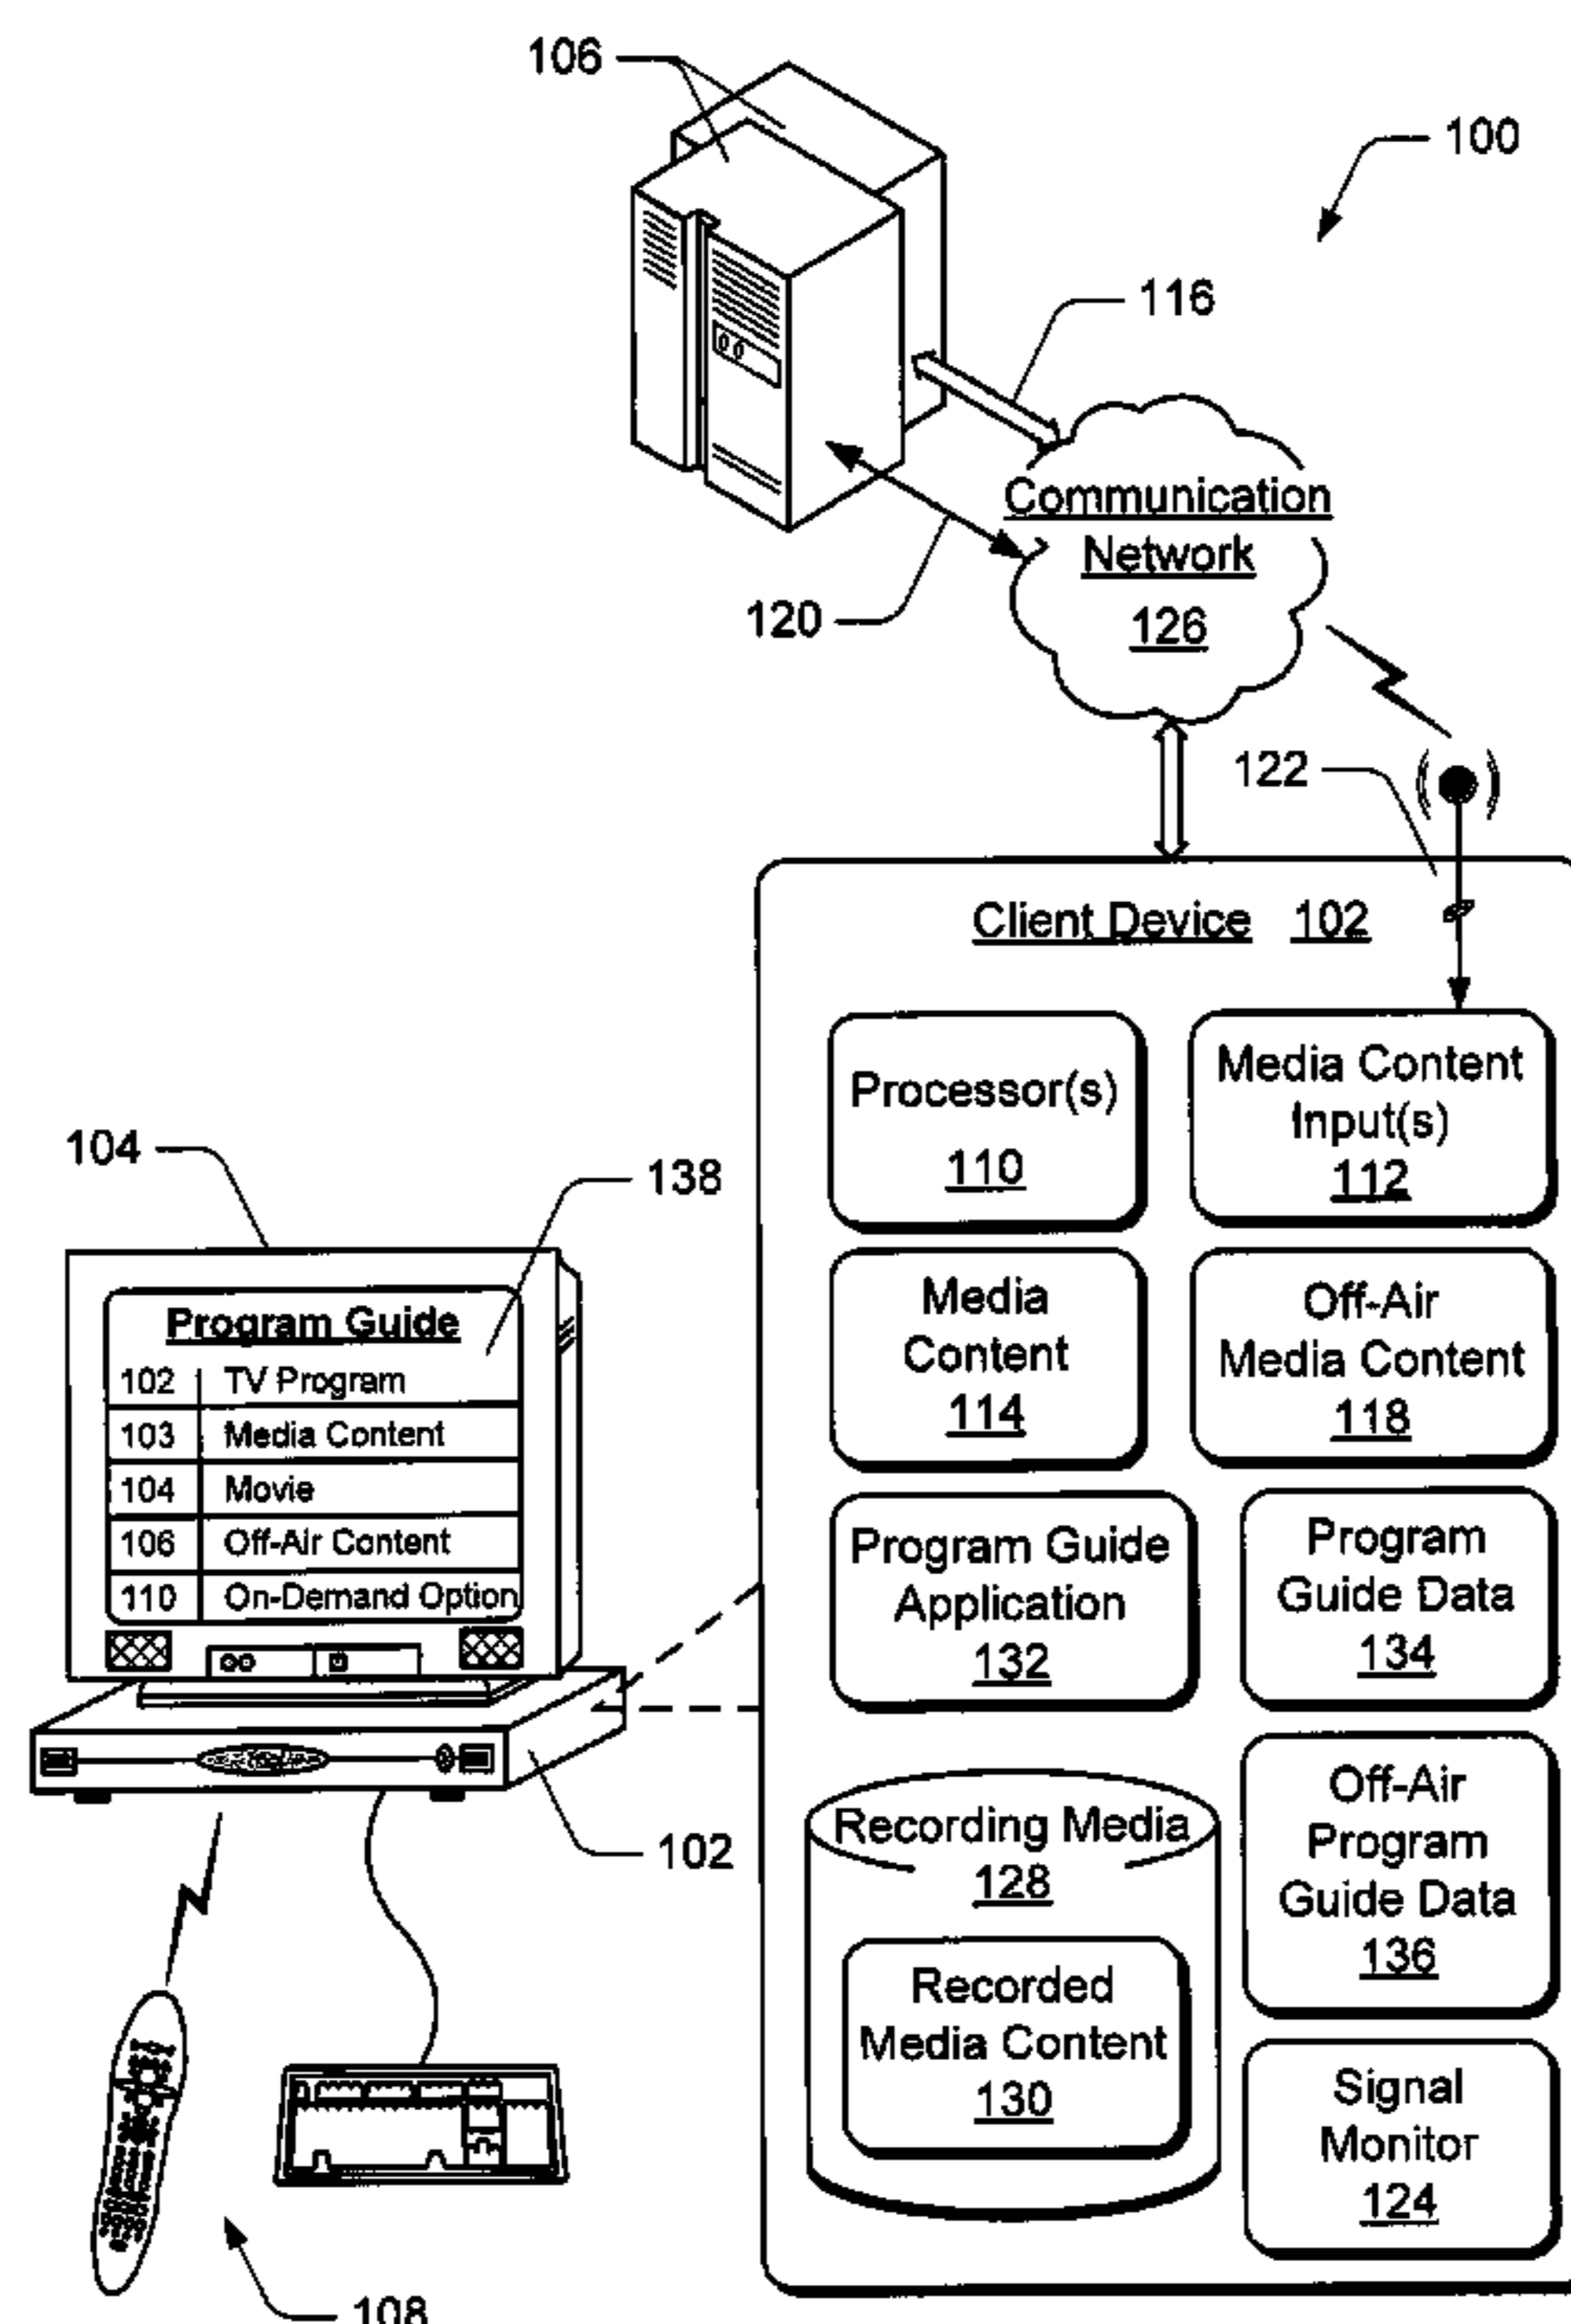 106
100
116
Communication
Network
126
120
122
Client Device 102
Processor(s)
110
Media Content
Input(s)
112
Media
Content
114
Off-Air
Media Content
118
Program Guide
Application
132
Program
Guide Data
134
Recording Media
128
Recorded
Media Content
130
Off-Air
Program
Guide Data
136
Signal
Monitor
124
104
138
Program Guide
102 TV Program
103 Media Content
104 Movie
106 Off-Air Content
110 On-Demand Option
102
108